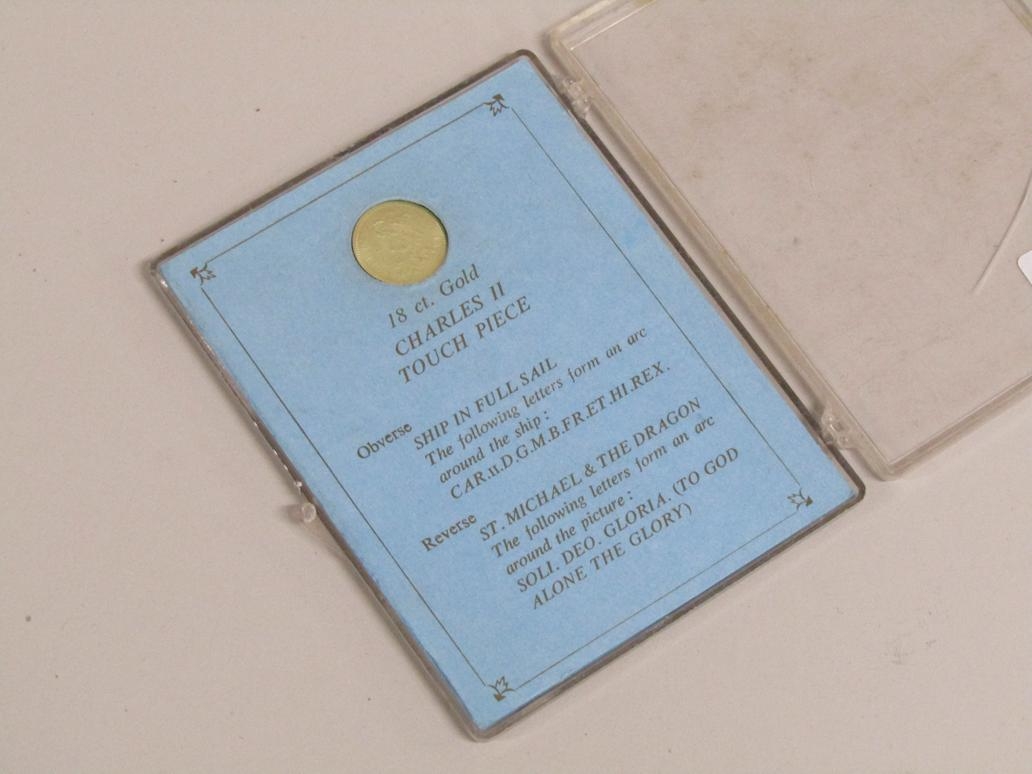 18 ct. Gold
CHARLES II
TOUCH PIECE
Obverse SHIP IN FULL SAIL
The following letters form an arc
around the ship :
CAR.II.D.G.M.B.FR.ET.HI.REX.
Reverse ST. MICHAEL & THE DRAGON
The following letters form an arc
around the picture :
SOLI. DEO. GLORIA. (TO GOD
ALONE THE GLORY)